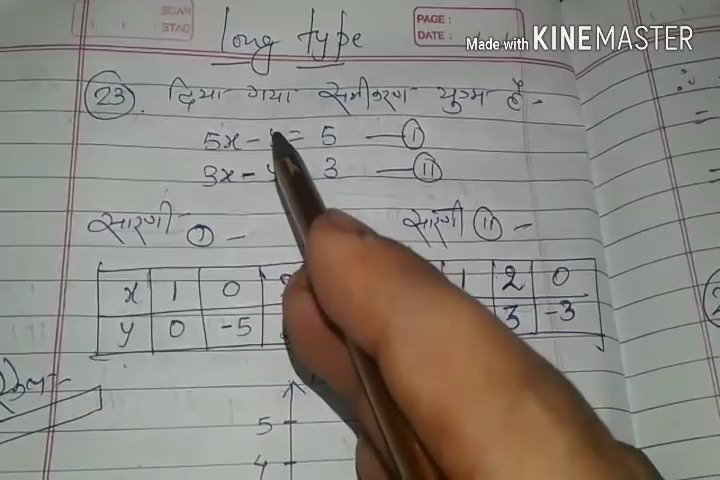 PAGE :
DATE :
Made with KINEMASTER
Long type
23. दिया गया समीकरण युग्म है -
5x - = 5 — I
3x - 3 — II
सारणी I - सारणी II -
x 1 0 1 2 0
y 0 -5 3 -3
5
4